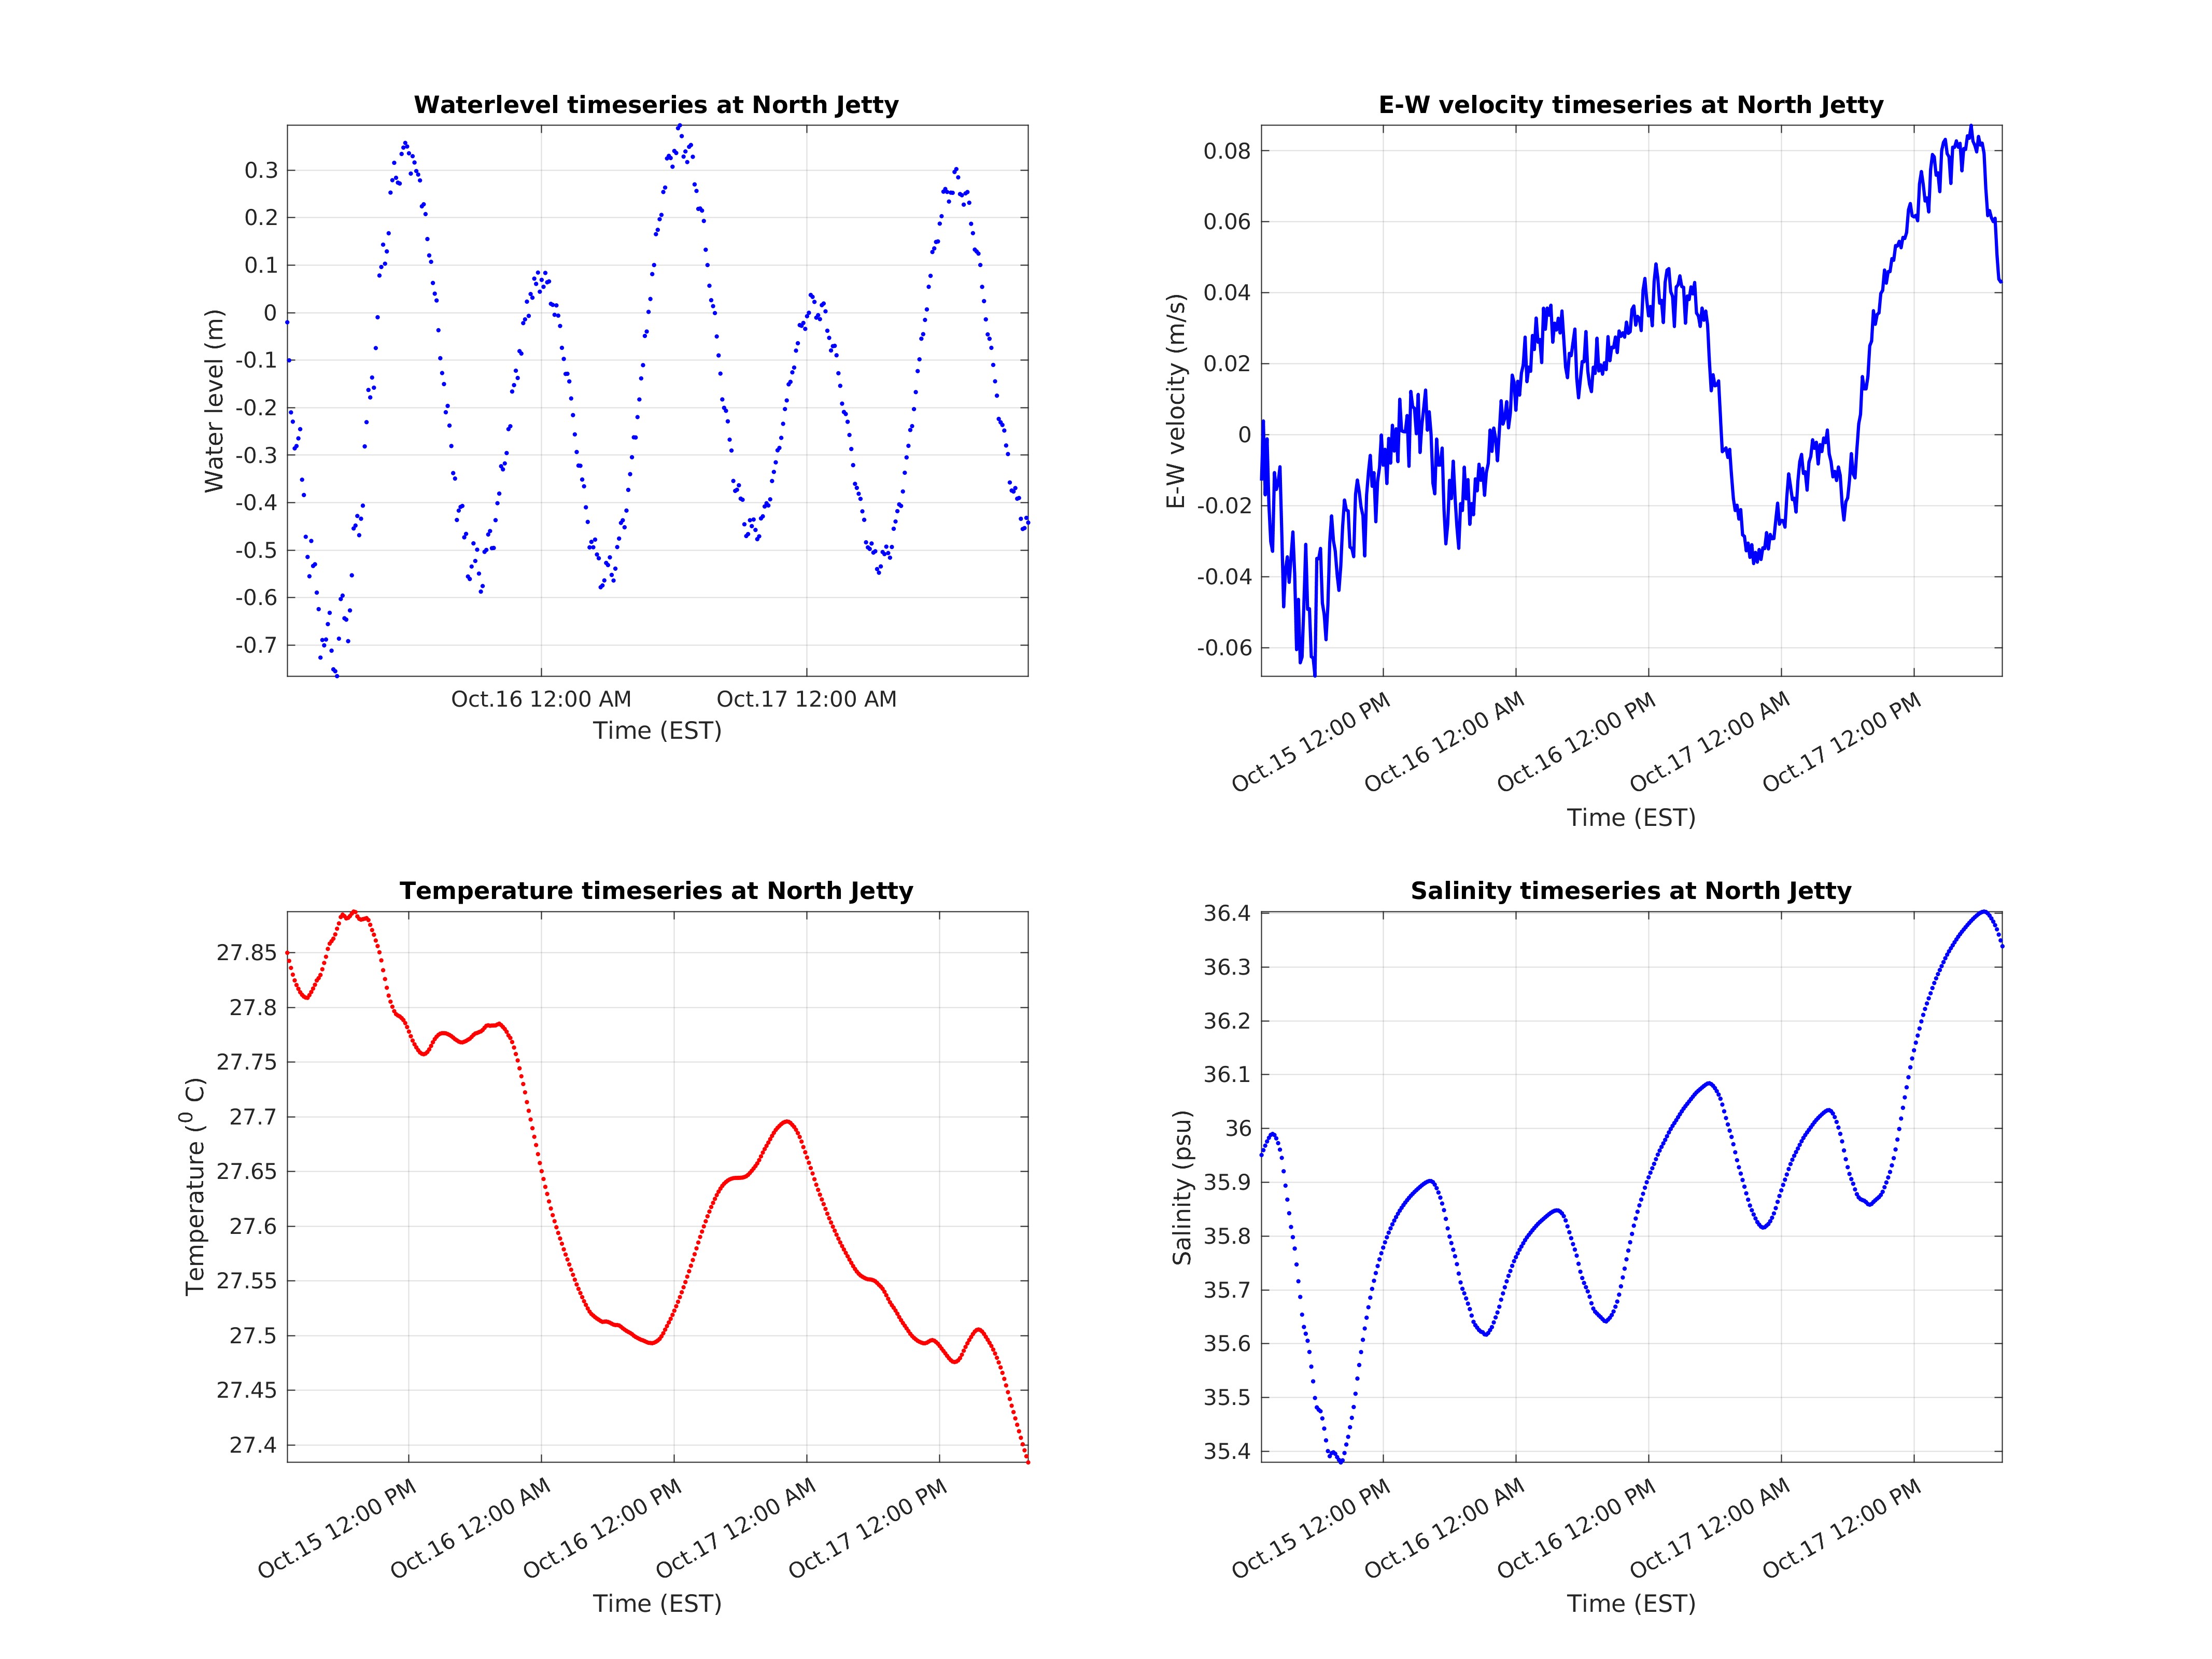 Waterlevel timeseries at North Jetty
Water level (m)
0.3
0.2
0.1
0
-0.1
-0.2
-0.3
-0.4
-0.5
-0.6
-0.7
Oct.16 12:00 AM
Oct.17 12:00 AM
Time (EST)
E-W velocity timeseries at North Jetty
E-W velocity (m/s)
0.08
0.06
0.04
0.02
0
-0.02
-0.04
-0.06
Oct.15 12:00 PM
Oct.16 12:00 AM
Oct.16 12:00 PM
Oct.17 12:00 AM
Oct.17 12:00 PM
Time (EST)
Temperature timeseries at North Jetty
Temperature (⁰ C)
27.85
27.8
27.75
27.7
27.65
27.6
27.55
27.5
27.45
27.4
Oct.15 12:00 PM
Oct.16 12:00 AM
Oct.16 12:00 PM
Oct.17 12:00 AM
Oct.17 12:00 PM
Time (EST)
Salinity timeseries at North Jetty
Salinity (psu)
36.4
36.3
36.2
36.1
36
35.9
35.8
35.7
35.6
35.5
35.4
Oct.15 12:00 PM
Oct.16 12:00 AM
Oct.16 12:00 PM
Oct.17 12:00 AM
Oct.17 12:00 PM
Time (EST)